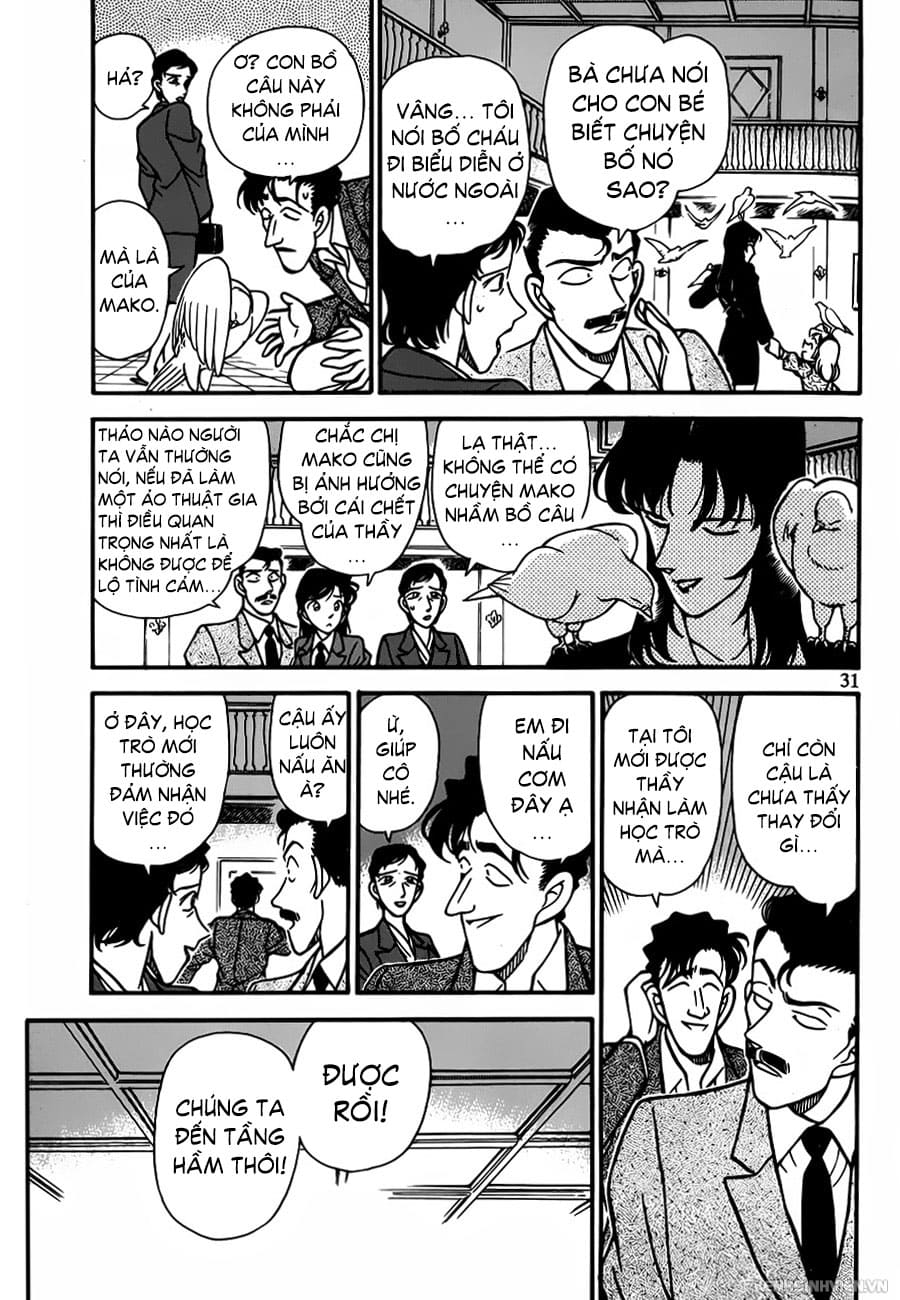 BÀ CHƯA NÓI
CHO CON BÉ
BIẾT CHUYỆN
BỐ NÓ
SAO?
VÂNG... TÔI
NÓI BỐ CHÁU
ĐI BIỂU DIỄN Ở
NƯỚC NGOÀI
...
Ơ? CON BỒ
CÂU NÀY
KHÔNG PHẢI
CỦA MÌNH
...
HẢ?
MÀ LÀ
CỦA
MAKO.
LẠ THẬT...
KHÔNG THỂ CÓ
CHUYỆN MAKO
NHẦM BỒ CÂU
...
CHẮC CHỊ
MAKO CŨNG
BỊ ẢNH HƯỞNG
BỞI CÁI CHẾT
CỦA THẦY
...
THẢO NÀO NGƯỜI
TA VẪN THƯỜNG
NÓI, NẾU ĐÃ LÀM
MỘT ẢO THUẬT GIA
THÌ ĐIỀU QUAN
TRỌNG NHẤT LÀ
KHÔNG ĐƯỢC ĐỂ
LỘ TÌNH CẢM...
31
CHỈ CÒN
CẬU LÀ
CHƯA THẤY
THAY ĐỔI
GÌ...
TẠI TÔI
MỚI ĐƯỢC
THẦY
NHẬN LÀM
HỌC TRÒ
MÀ...
EM ĐI
NẤU
CƠM
ĐÂY Ạ
...
Ừ,
GIÚP
CÔ
NHÉ.
CẬU ẤY
LUÔN
NẤU ĂN
À?
Ở ĐÂY, HỌC
TRÒ MỚI
THƯỜNG
ĐẢM NHẬN
VIỆC ĐÓ
...
ĐƯỢC
RỒI!
CHÚNG TA
ĐẾN TẦNG
HẦM THÔI!